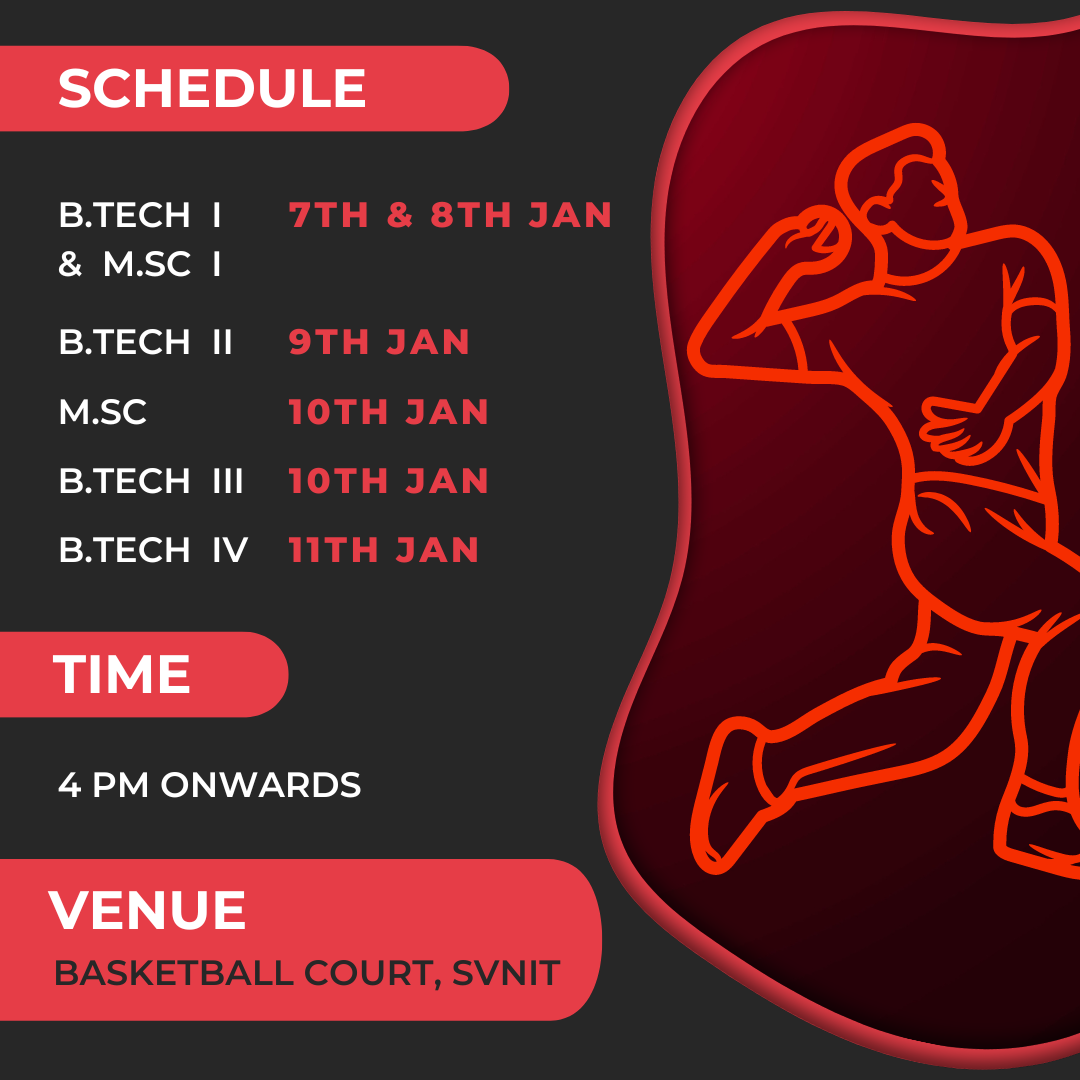 SCHEDULE
B.TECH I 7TH & 8TH JAN
& M.SC I
B.TECH II 9TH JAN
M.SC 10TH JAN
B.TECH III 10TH JAN
B.TECH IV 11TH JAN
TIME
4 PM ONWARDS
VENUE
BASKETBALL COURT, SVNIT